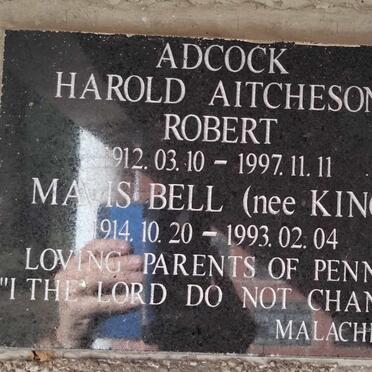 ADCOCK
HAROLD AITCHESON
ROBERT
1912.03.10 - 1997.11.11
MAVIS BELL (nee KING
1914.10.20 - 1993.02.04
LOVING PARENTS OF PENN
"I THE LORD DO NOT CHAN
MALACHI